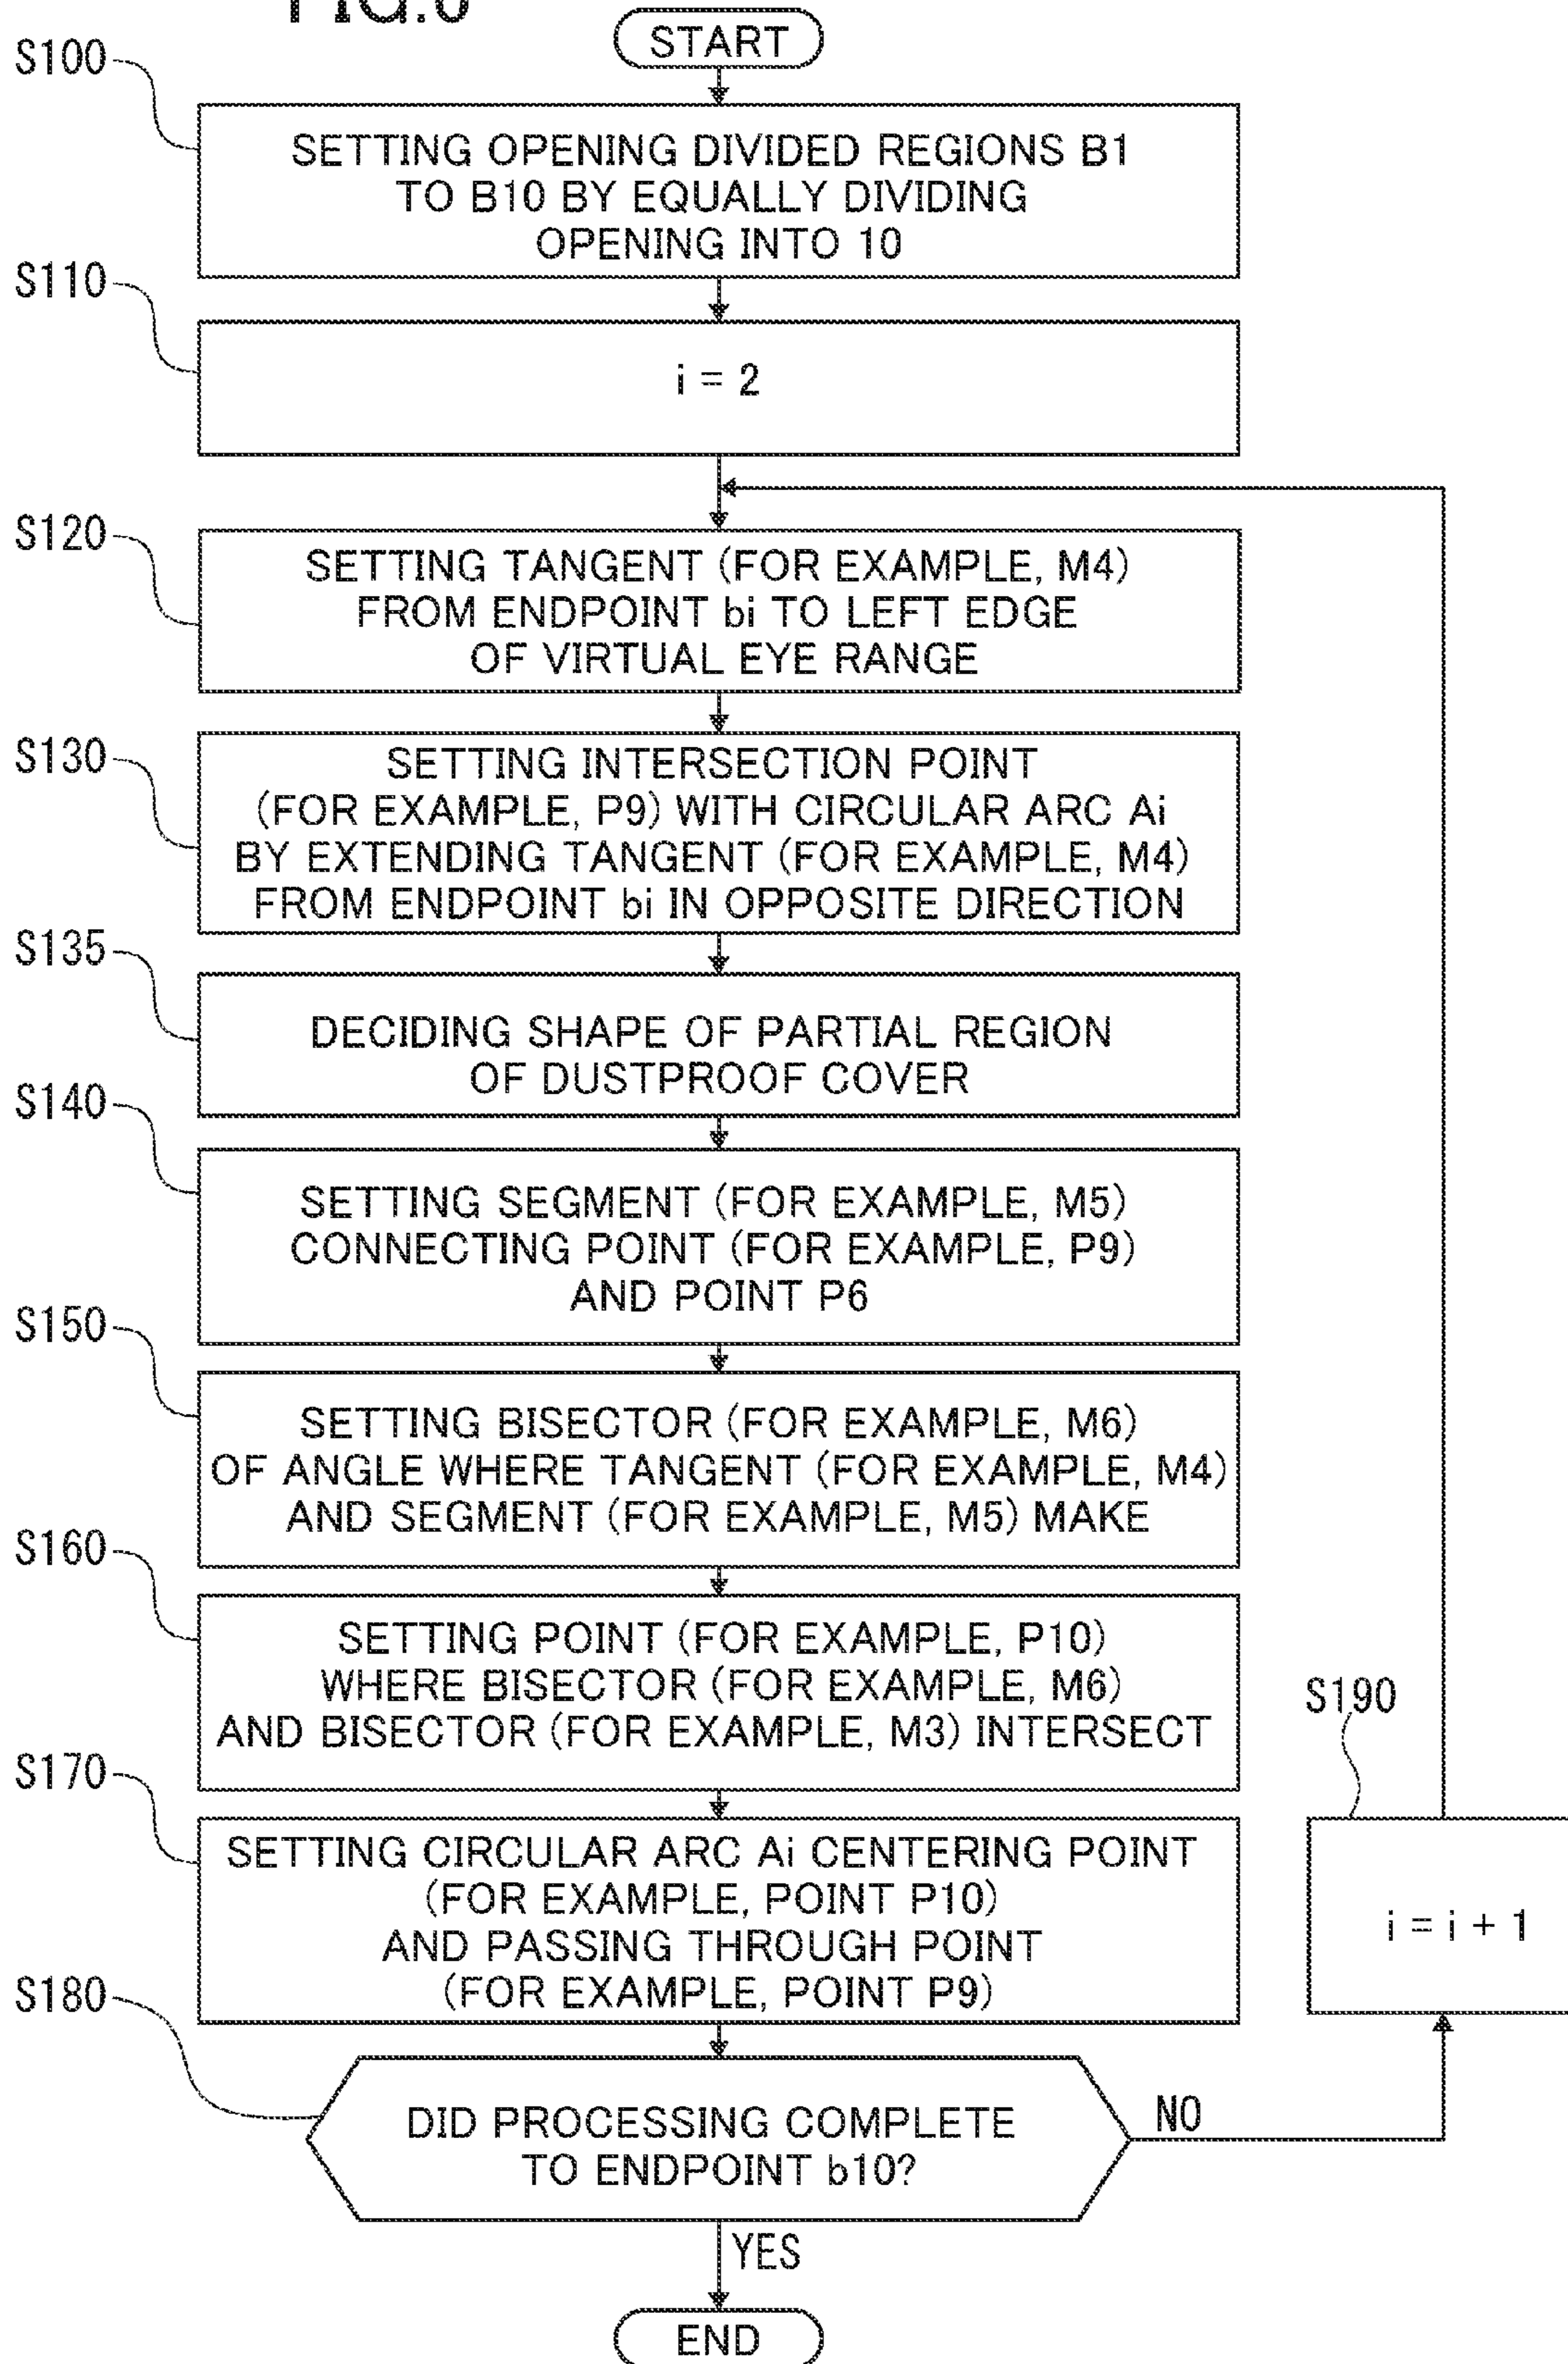 START
S100
SETTING OPENING DIVIDED REGIONS B1
TO B10 BY EQUALLY DIVIDING
OPENING INTO 10
S110
i = 2
S120
SETTING TANGENT (FOR EXAMPLE, M4)
FROM ENDPOINT bi TO LEFT EDGE
OF VIRTUAL EYE RANGE
S130
SETTING INTERSECTION POINT
(FOR EXAMPLE, P9) WITH CIRCULAR ARC Ai
BY EXTENDING TANGENT (FOR EXAMPLE, M4)
FROM ENDPOINT bi IN OPPOSITE DIRECTION
S135
DECIDING SHAPE OF PARTIAL REGION
OF DUSTPROOF COVER
S140
SETTING SEGMENT (FOR EXAMPLE, M5)
CONNECTING POINT (FOR EXAMPLE, P9)
AND POINT P6
S150
SETTING BISECTOR (FOR EXAMPLE, M6)
OF ANGLE WHERE TANGENT (FOR EXAMPLE, M4)
AND SEGMENT (FOR EXAMPLE, M5) MAKE
S160
SETTING POINT (FOR EXAMPLE, P10)
WHERE BISECTOR (FOR EXAMPLE, M6)
AND BISECTOR (FOR EXAMPLE, M3) INTERSECT
S170
SETTING CIRCULAR ARC Ai CENTERING POINT
(FOR EXAMPLE, POINT P10)
AND PASSING THROUGH POINT
(FOR EXAMPLE, POINT P9)
S190
i = i + 1
S180
DID PROCESSING COMPLETE
TO ENDPOINT b10?
NO
YES
END